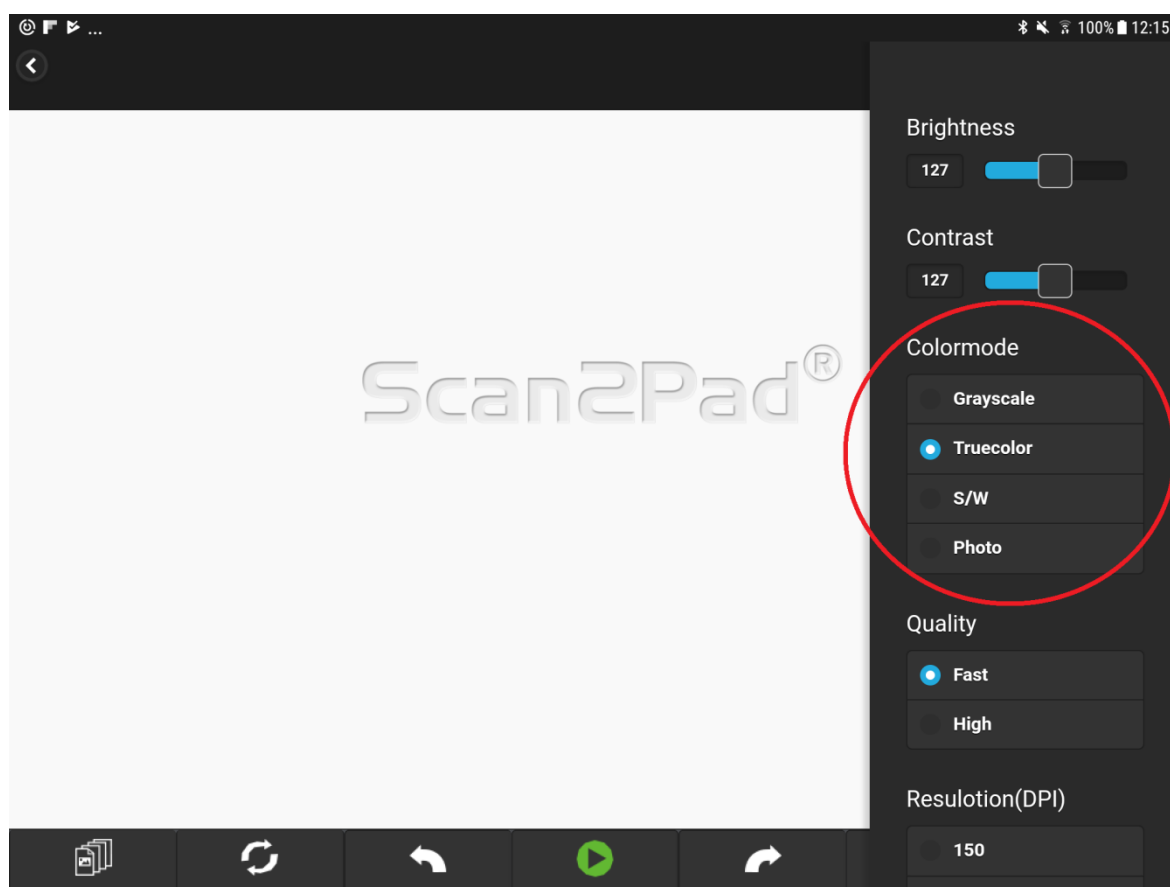 ... 100% 12:15
Brightness
127
Contrast
127
Scan2Pad®
Colormode
Grayscale
Truecolor
S/W
Photo
Quality
Fast
High
Resulotion(DPI)
150